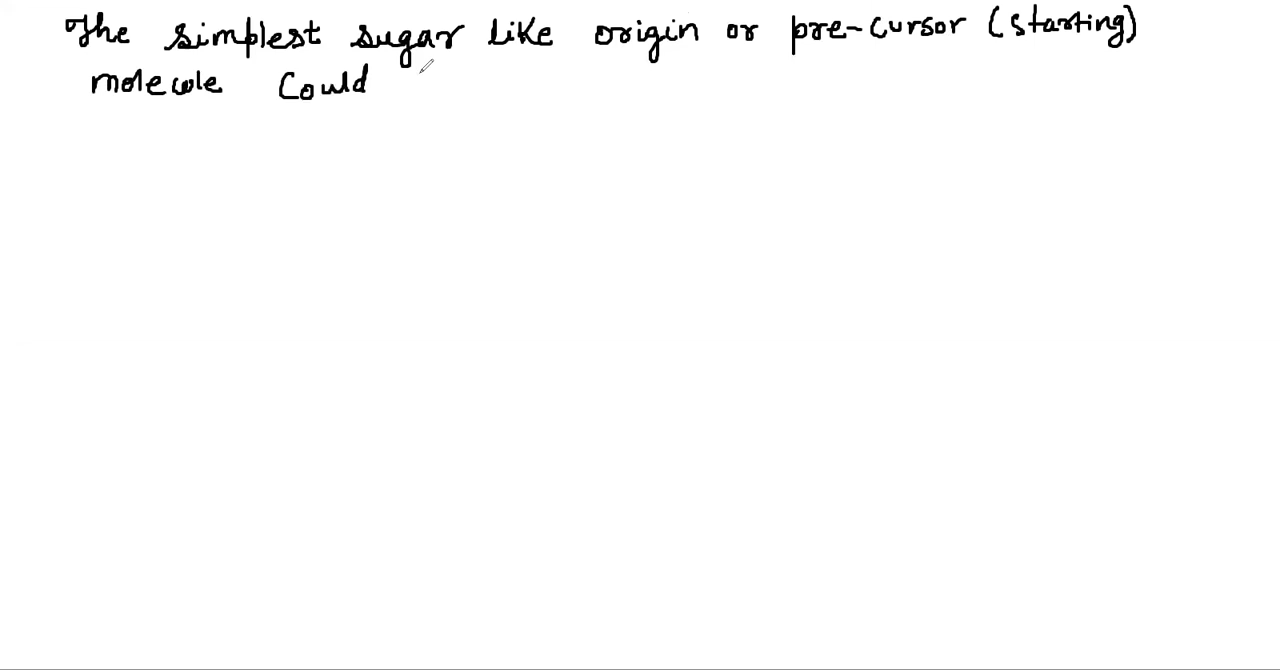 The simplest sugar like origin or pre-cursor (starting)
molecule could